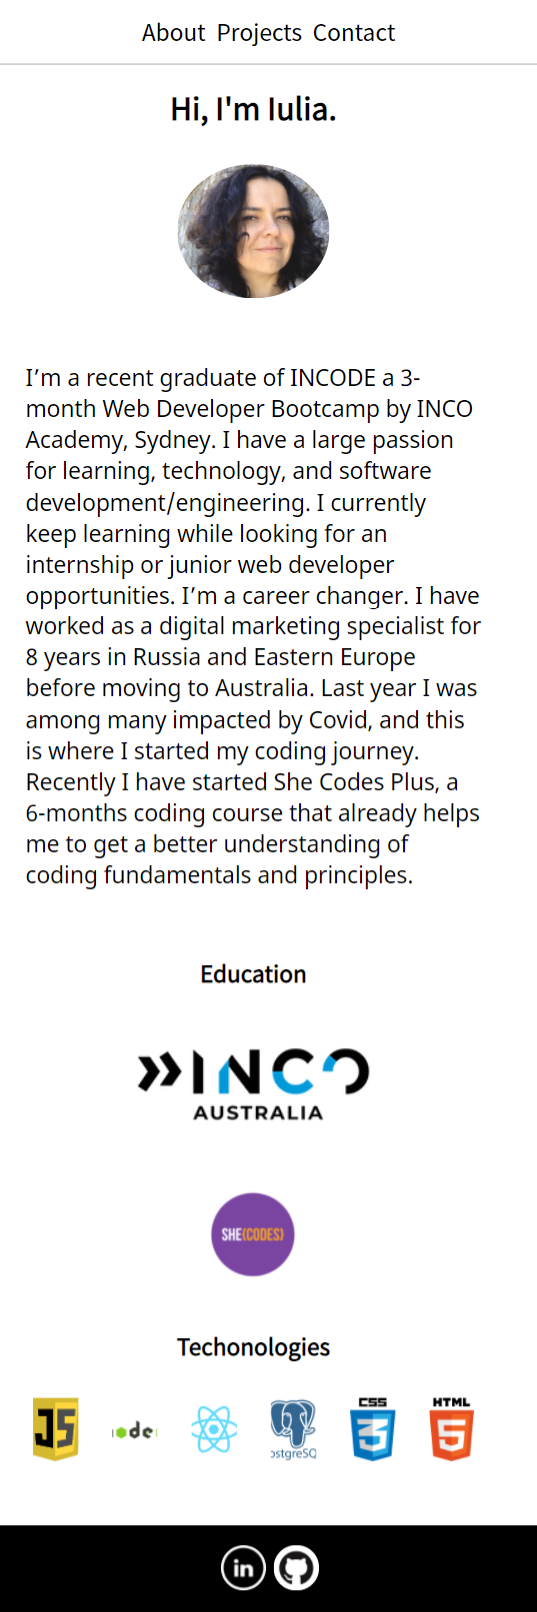 About Projects Contact
Hi, I'm Iulia.
I’m a recent graduate of INCODE a 3-
month Web Developer Bootcamp by INCO
Academy, Sydney. I have a large passion
for learning, technology, and software
development/engineering. I currently
keep learning while looking for an
internship or junior web developer
opportunities. I’m a career changer. I have
worked as a digital marketing specialist for
8 years in Russia and Eastern Europe
before moving to Australia. Last year I was
among many impacted by Covid, and this
is where I started my coding journey.
Recently I have started She Codes Plus, a
6-months coding course that already helps
me to get a better understanding of
coding fundamentals and principles.
Education
INCO
AUSTRALIA
SHE{CODES}
Techonologies
JS ode ostgreSQ CSS 3 HTML 5
in